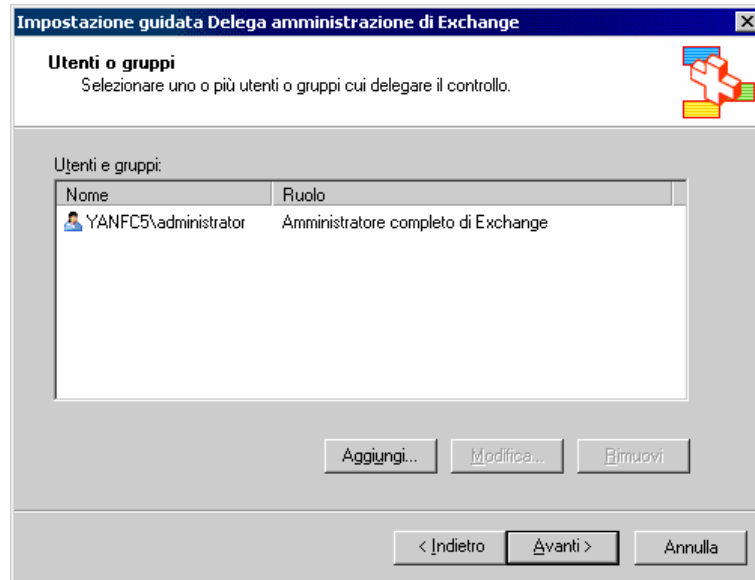 Impostazione guidata Delega amministrazione di Exchange
Utenti o gruppi
Selezionare uno o più utenti o gruppi cui delegare il controllo.
Utenti e gruppi:
Nome Ruolo
YANFC5\administrator Amministratore completo di Exchange
Aggiungi... Modifica... Rimuovi
< Indietro Avanti > Annulla